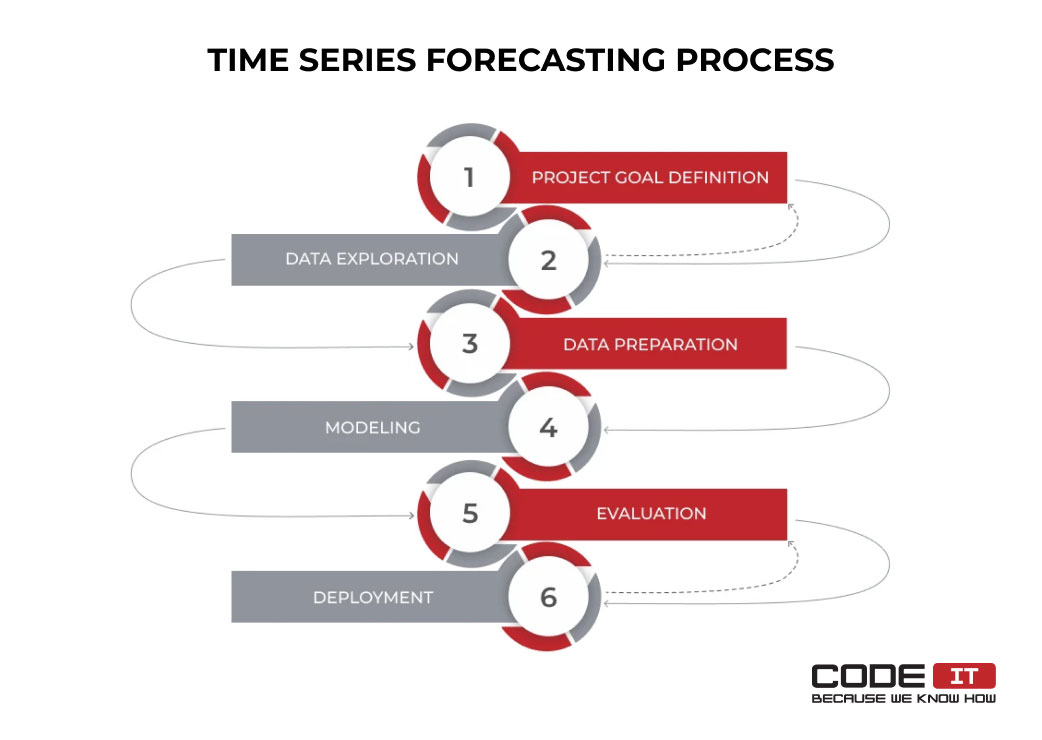 TIME SERIES FORECASTING PROCESS
1
PROJECT GOAL DEFINITION
DATA EXPLORATION
2
3
DATA PREPARATION
MODELING
4
5
EVALUATION
DEPLOYMENT
6
CODE IT
BECAUSE WE KNOW HOW